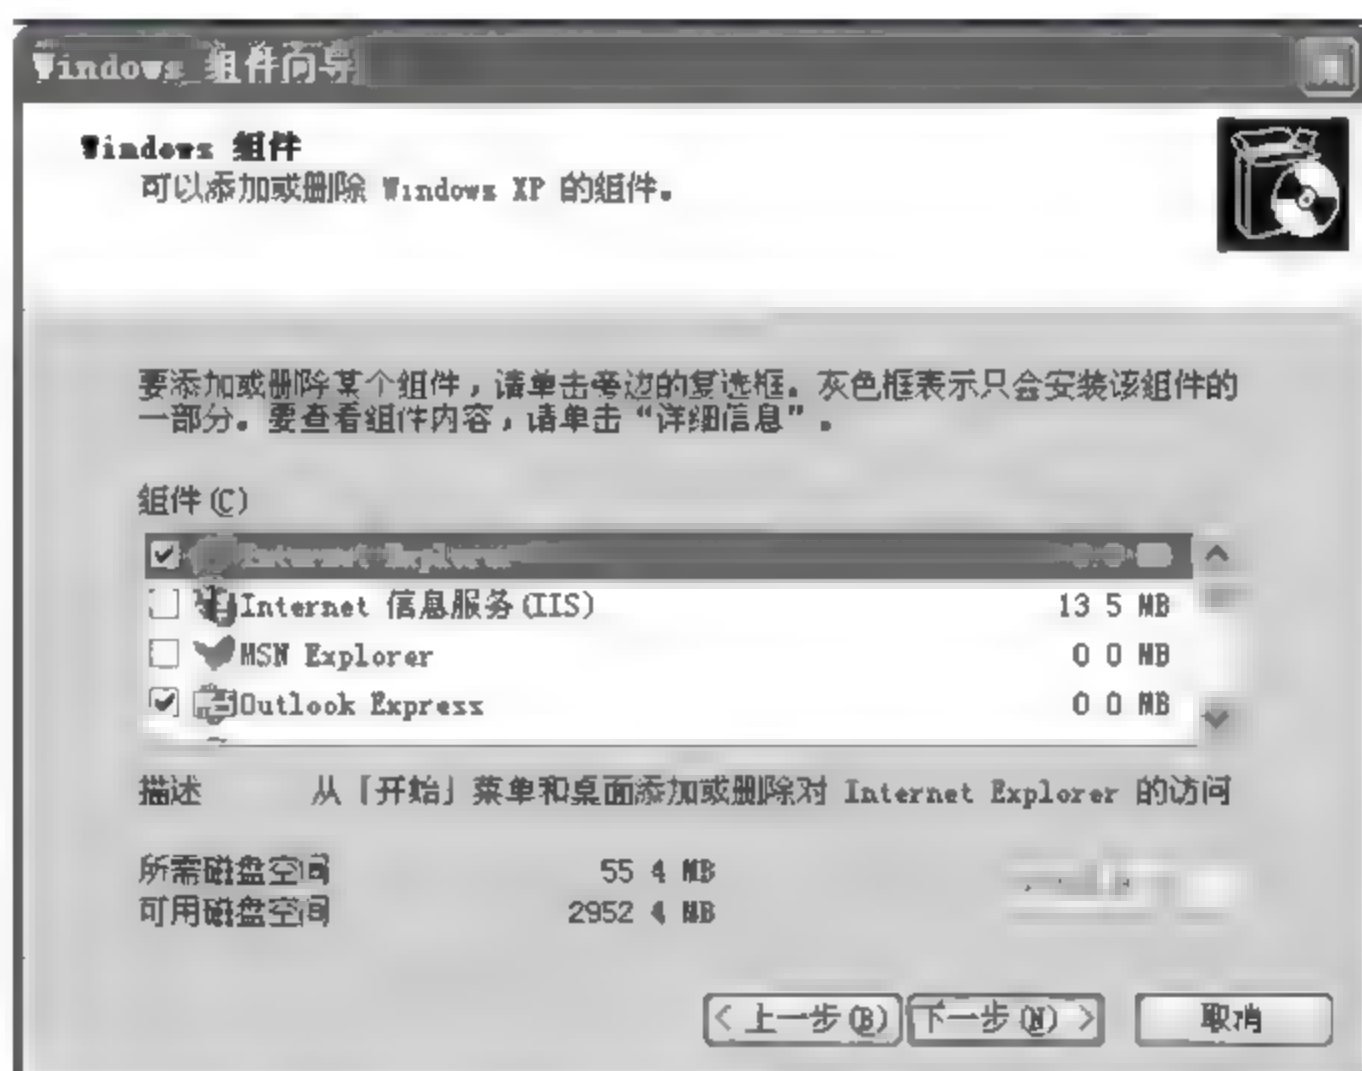 Windows 组件向导
Windows 组件
可以添加或删除 Windows XP 的组件。
要添加或删除某个组件，请单击旁边的复选框。灰色框表示只会安装该组件的
一部分。要查看组件内容，请单击“详细信息”。
组件(C)
Internet Explorer
Internet 信息服务(IIS) 13 5 MB
MSN Explorer 0 0 MB
Outlook Express 0 0 MB
描述 从「开始」菜单和桌面添加或删除对 Internet Explorer 的访问
所需磁盘空间 55 4 MB
可用磁盘空间 2952 4 MB
< 上一步(B) 下一步(N) > 取消